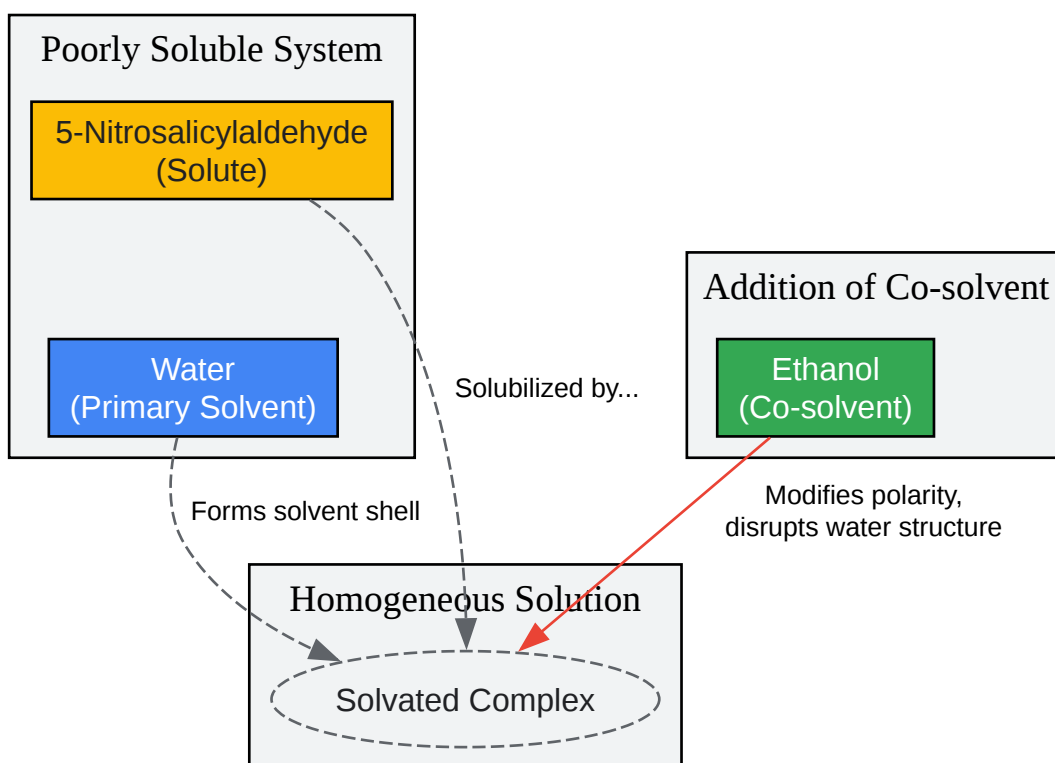 Poorly Soluble System
5-Nitrosalicylaldehyde
(Solute)
Water
(Primary Solvent)
Addition of Co-solvent
Ethanol
(Co-solvent)
Solubilized by...
Forms solvent shell
Modifies polarity,
disrupts water structure
Homogeneous Solution
Solvated Complex